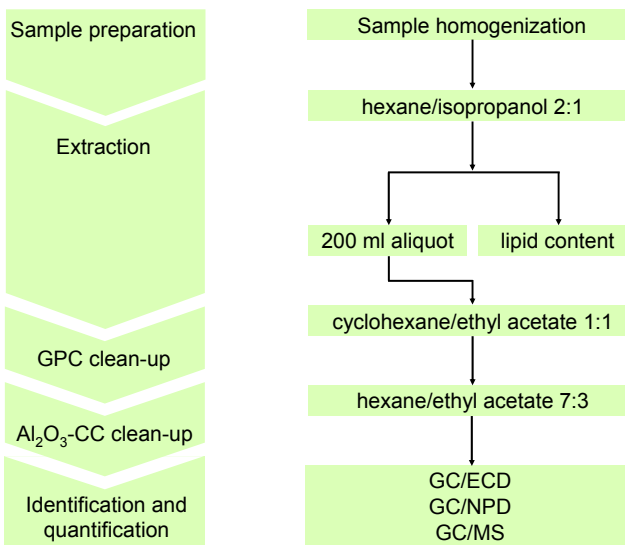 Sample preparation
Sample homogenization
hexane/isopropanol 2:1
Extraction
200 ml aliquot
lipid content
cyclohexane/ethyl acetate 1:1
GPC clean-up
hexane/ethyl acetate 7:3
Al₂O₃-CC clean-up
Identification and
quantification
GC/ECD
GC/NPD
GC/MS